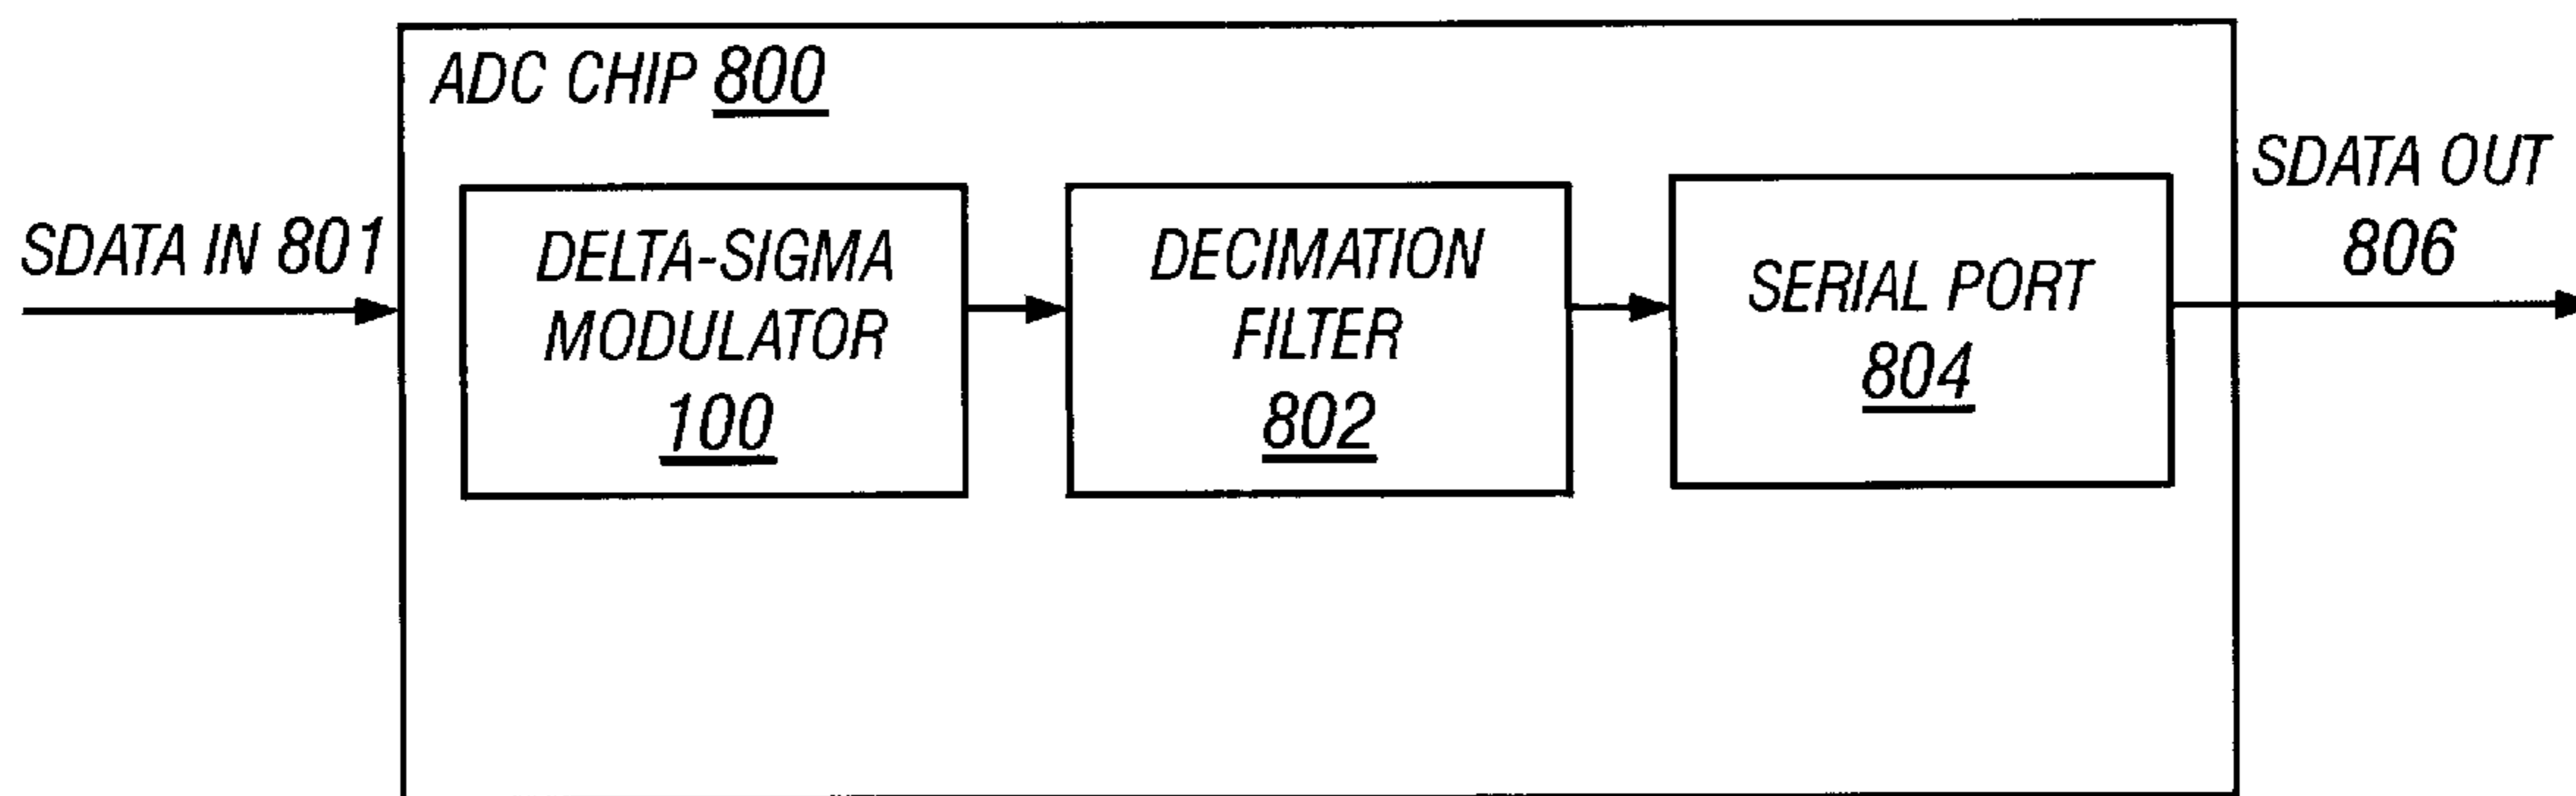 ADC CHIP 800
SDATA IN 801
DELTA-SIGMA
MODULATOR
100
DECIMATION
FILTER
802
SERIAL PORT
804
SDATA OUT
806